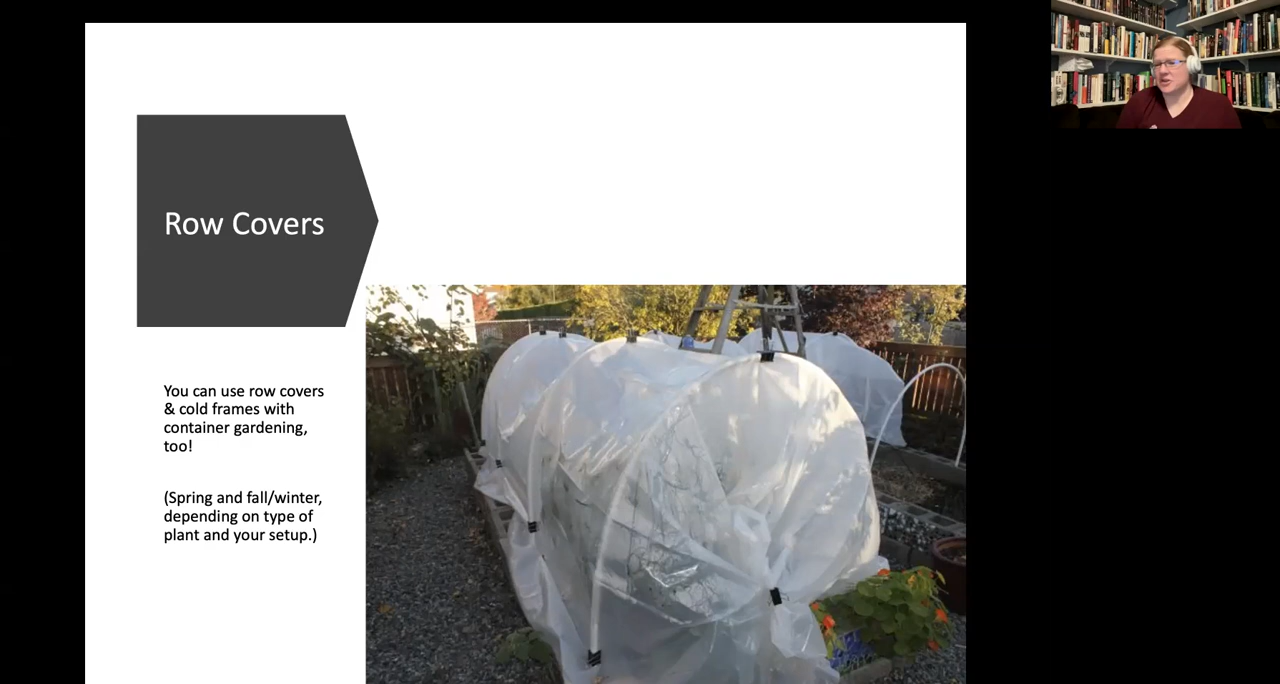 Row Covers
You can use row covers
& cold frames with
container gardening,
too!
(Spring and fall/winter,
depending on type of
plant and your setup.)